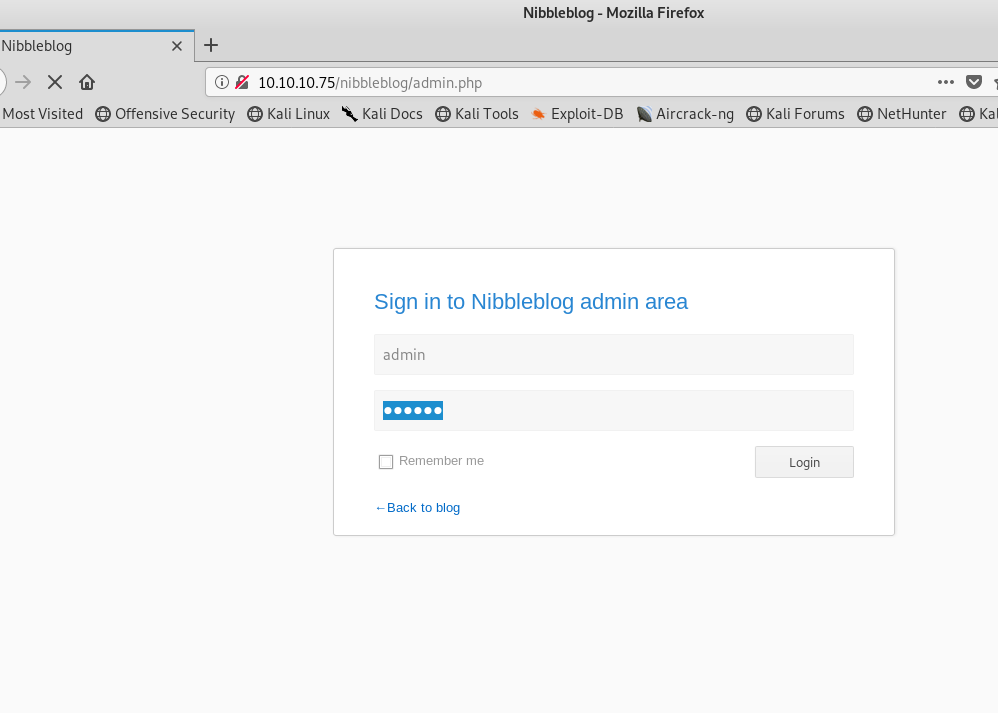 Nibbleblog - Mozilla Firefox
Nibbleblog
10.10.10.75/nibbleblog/admin.php
Most Visited Offensive Security Kali Linux Kali Docs Kali Tools Exploit-DB Aircrack-ng Kali Forums NetHunter Kal
Sign in to Nibbleblog admin area
admin
••••••
Remember me
Login
←Back to blog